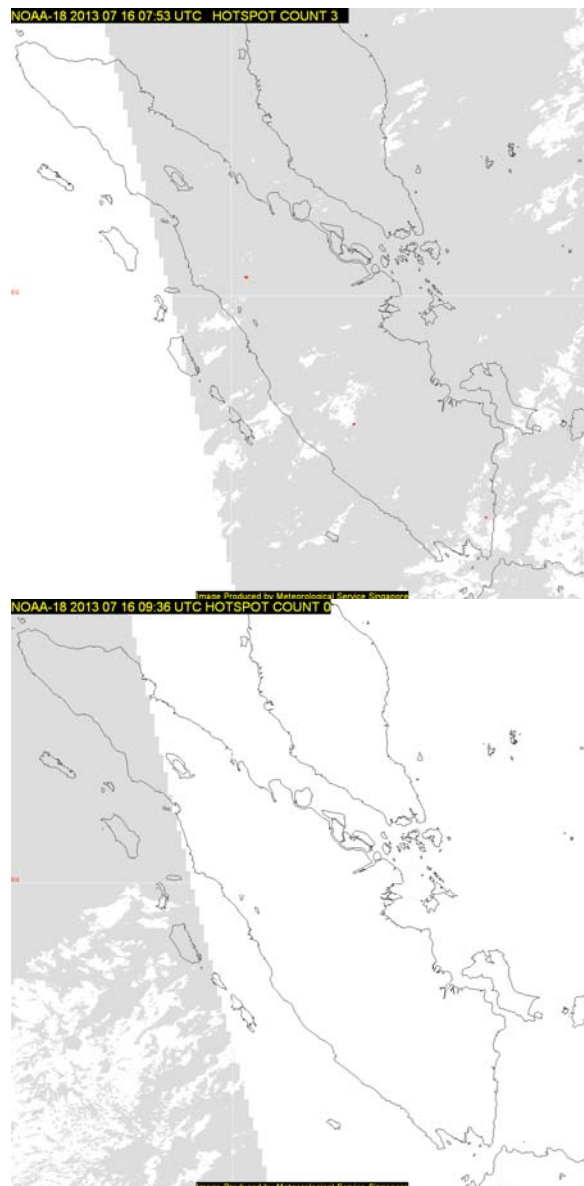 NOAA-18 2013 07 16 07:53 UTC HOTSPOT COUNT 3
Image Produced by Meteorological Service Singapore
NOAA-18 2013 07 16 09:36 UTC HOTSPOT COUNT 0